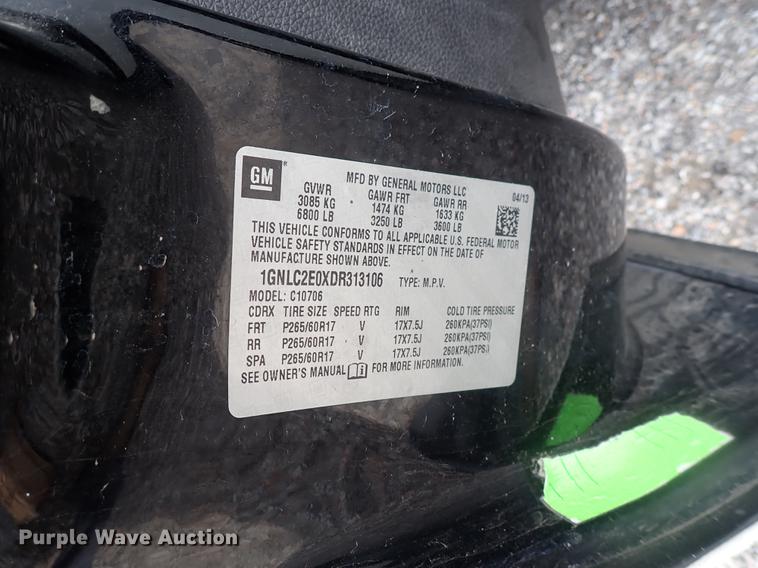 GM ®
MFD BY GENERAL MOTORS LLC
04/13
GVWR GAWR FRT GAWR RR
3085 KG 1474 KG 1633 KG
6800 LB 3250 LB 3600 LB
THIS VEHICLE CONFORMS TO ALL APPLICABLE U.S. FEDERAL MOTOR
VEHICLE SAFETY STANDARDS IN EFFECT ON THE DATE OF
MANUFACTURE SHOWN ABOVE.
1GNLC2E0XDR313106 TYPE: M.P.V.
MODEL: C10706
CDRX TIRE SIZE SPEED RTG RIM COLD TIRE PRESSURE
FRT P265/60R17 V 17X7.5J 260KPA(37PSI)
RR P265/60R17 V 17X7.5J 260KPA(37PSI)
SPA P265/60R17 V 17X7.5J 260KPA(37PSI)
SEE OWNER'S MANUAL FOR MORE INFORMATION.
Purple Wave Auction